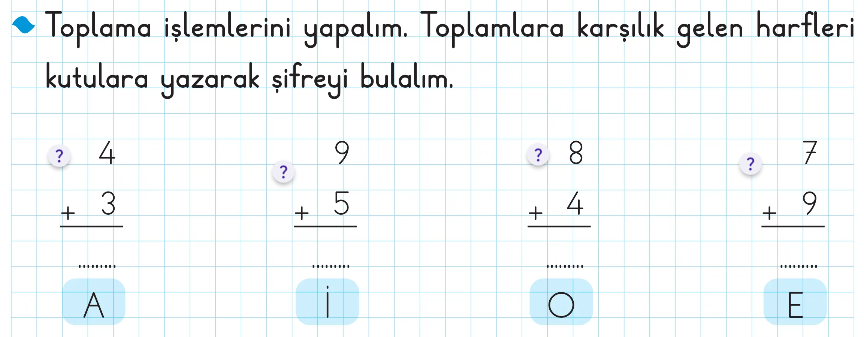 Toplama işlemlerini yapalım. Toplamlara karşılık gelen harfleri
kutulara yazarak şifreyi bulalım.
? 4 ? 9 ? 8 ? 7
+ 3 + 5 + 4 + 9
......... ......... ......... .........
A İ O E